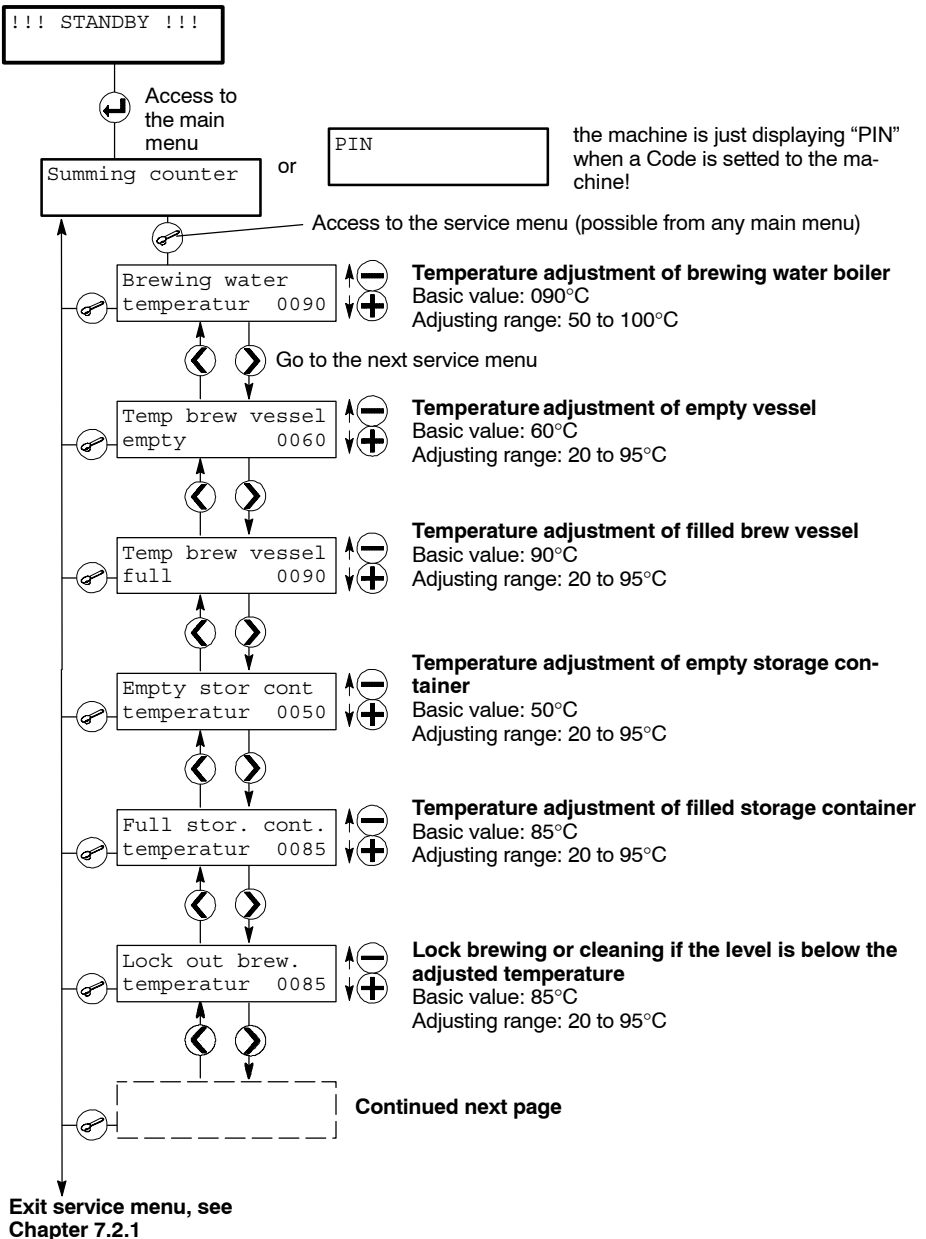 !!! STANDBY !!!
Access to
the main
menu
Summing counter
or
PIN
the machine is just displaying “PIN”
when a Code is setted to the ma-
chine!
Access to the service menu (possible from any main menu)
Brewing water
temperatur 0090
Temperature adjustment of brewing water boiler
Basic value: 090°C
Adjusting range: 50 to 100°C
Go to the next service menu
Temp brew vessel
empty 0060
Temperature adjustment of empty vessel
Basic value: 60°C
Adjusting range: 20 to 95°C
Temp brew vessel
full 0090
Temperature adjustment of filled brew vessel
Basic value: 90°C
Adjusting range: 20 to 95°C
Empty stor cont
temperatur 0050
Temperature adjustment of empty storage con-
tainer
Basic value: 50°C
Adjusting range: 20 to 95°C
Full stor. cont.
temperatur 0085
Temperature adjustment of filled storage container
Basic value: 85°C
Adjusting range: 20 to 95°C
Lock out brew.
temperatur 0085
Lock brewing or cleaning if the level is below the
adjusted temperature
Basic value: 85°C
Adjusting range: 20 to 95°C
Continued next page
Exit service menu, see
Chapter 7.2.1